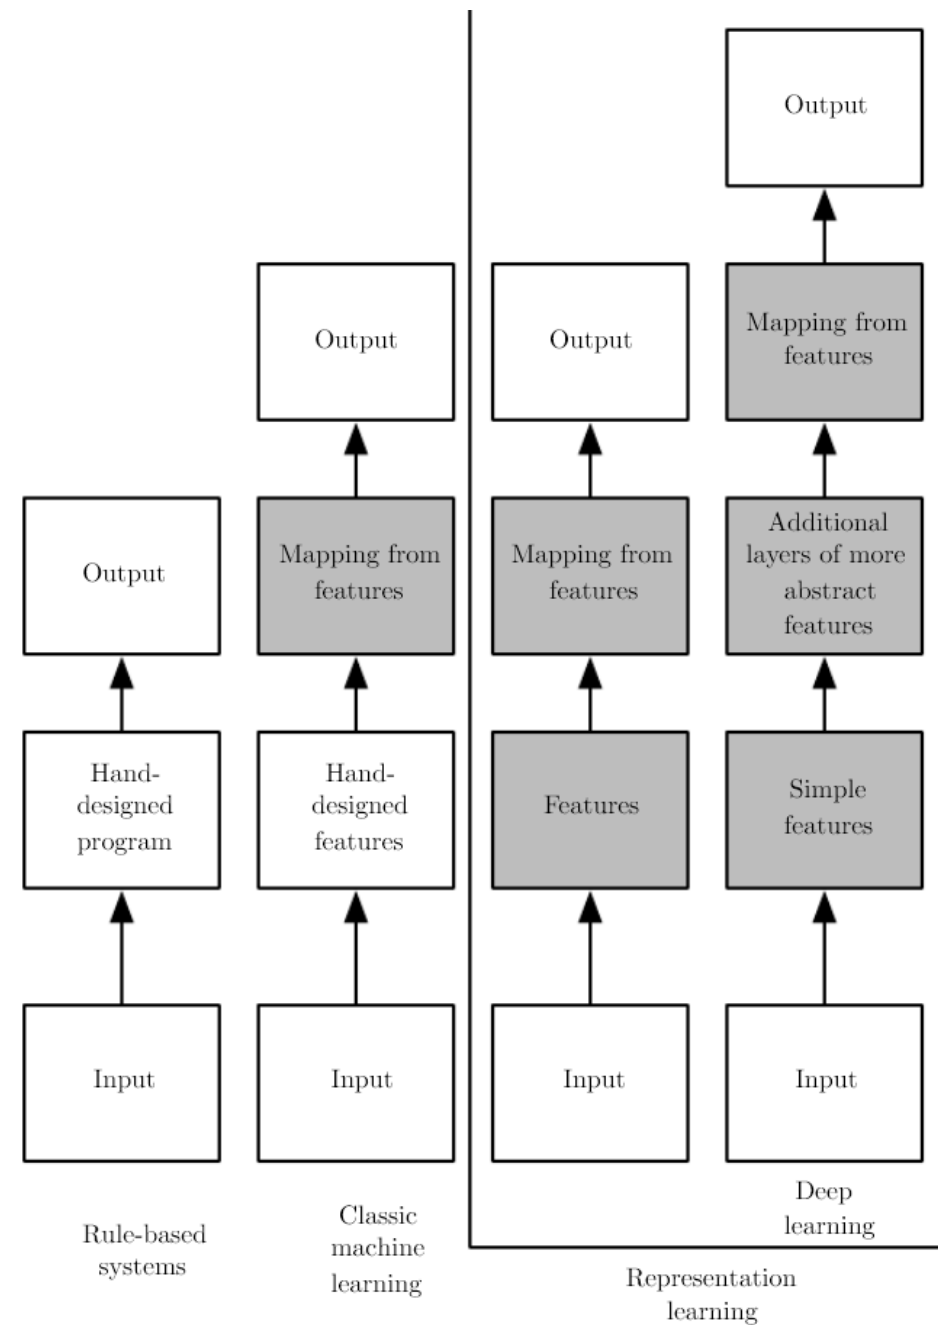 Output
Mapping from
features
Additional
layers of more
abstract
features
Simple
features
Input
Deep
learning
Output
Mapping from
features
Features
Input
Representation
learning
Output
Mapping from
features
Hand-
designed
features
Input
Classic
machine
learning
Output
Hand-
designed
program
Input
Rule-based
systems